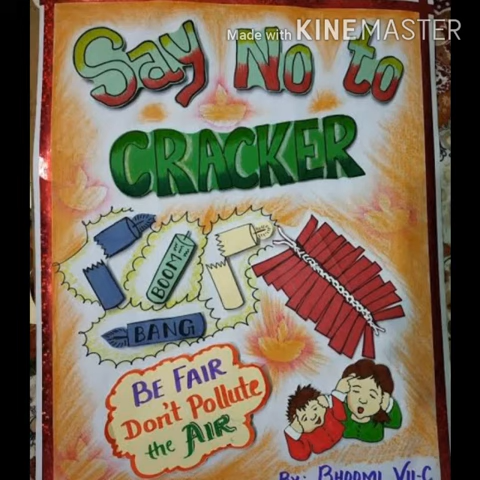 Made with KINEMASTER
Say No to
CRACKER
BOOM
BANG
BE FAIR
DON'T Pollute
the AIR
BY: BHOOMI VII-C